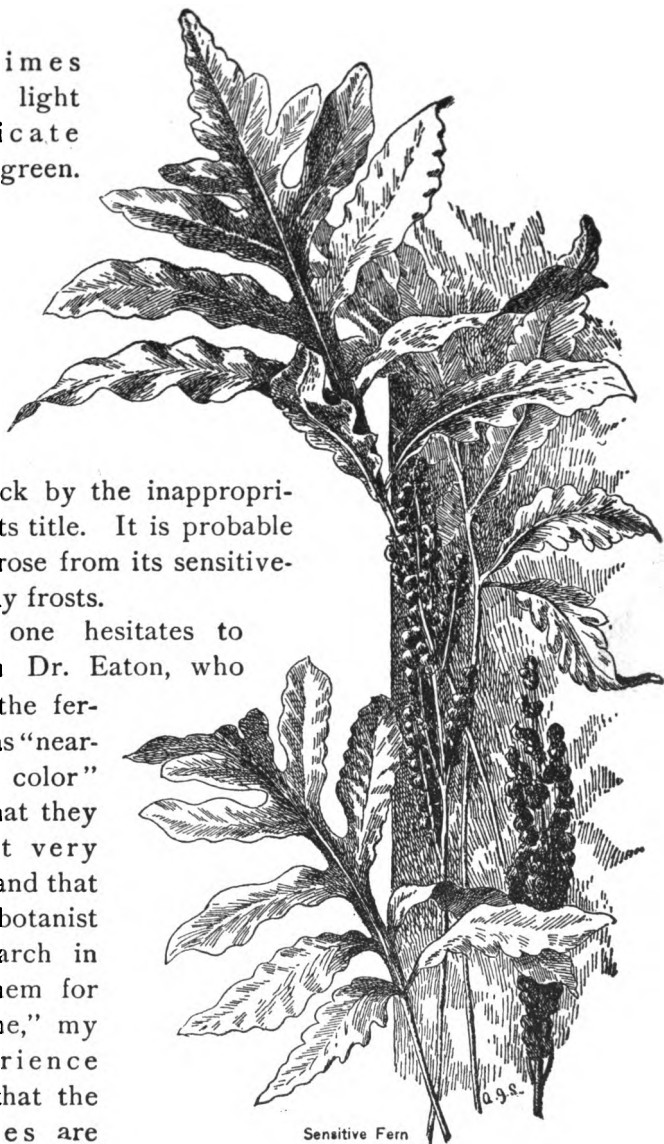 imes
light
icate
green.
ck by the inappropri-
ts title. It is probable
rose from its sensitive-
y frosts.
one hesitates to
Dr. Eaton, who
the fer-
as "near-
color"
hat they
t very
and that
botanist
arch in
hem for
ne," my
rience
that the
es are
a.g.s.
Sensitive Fern